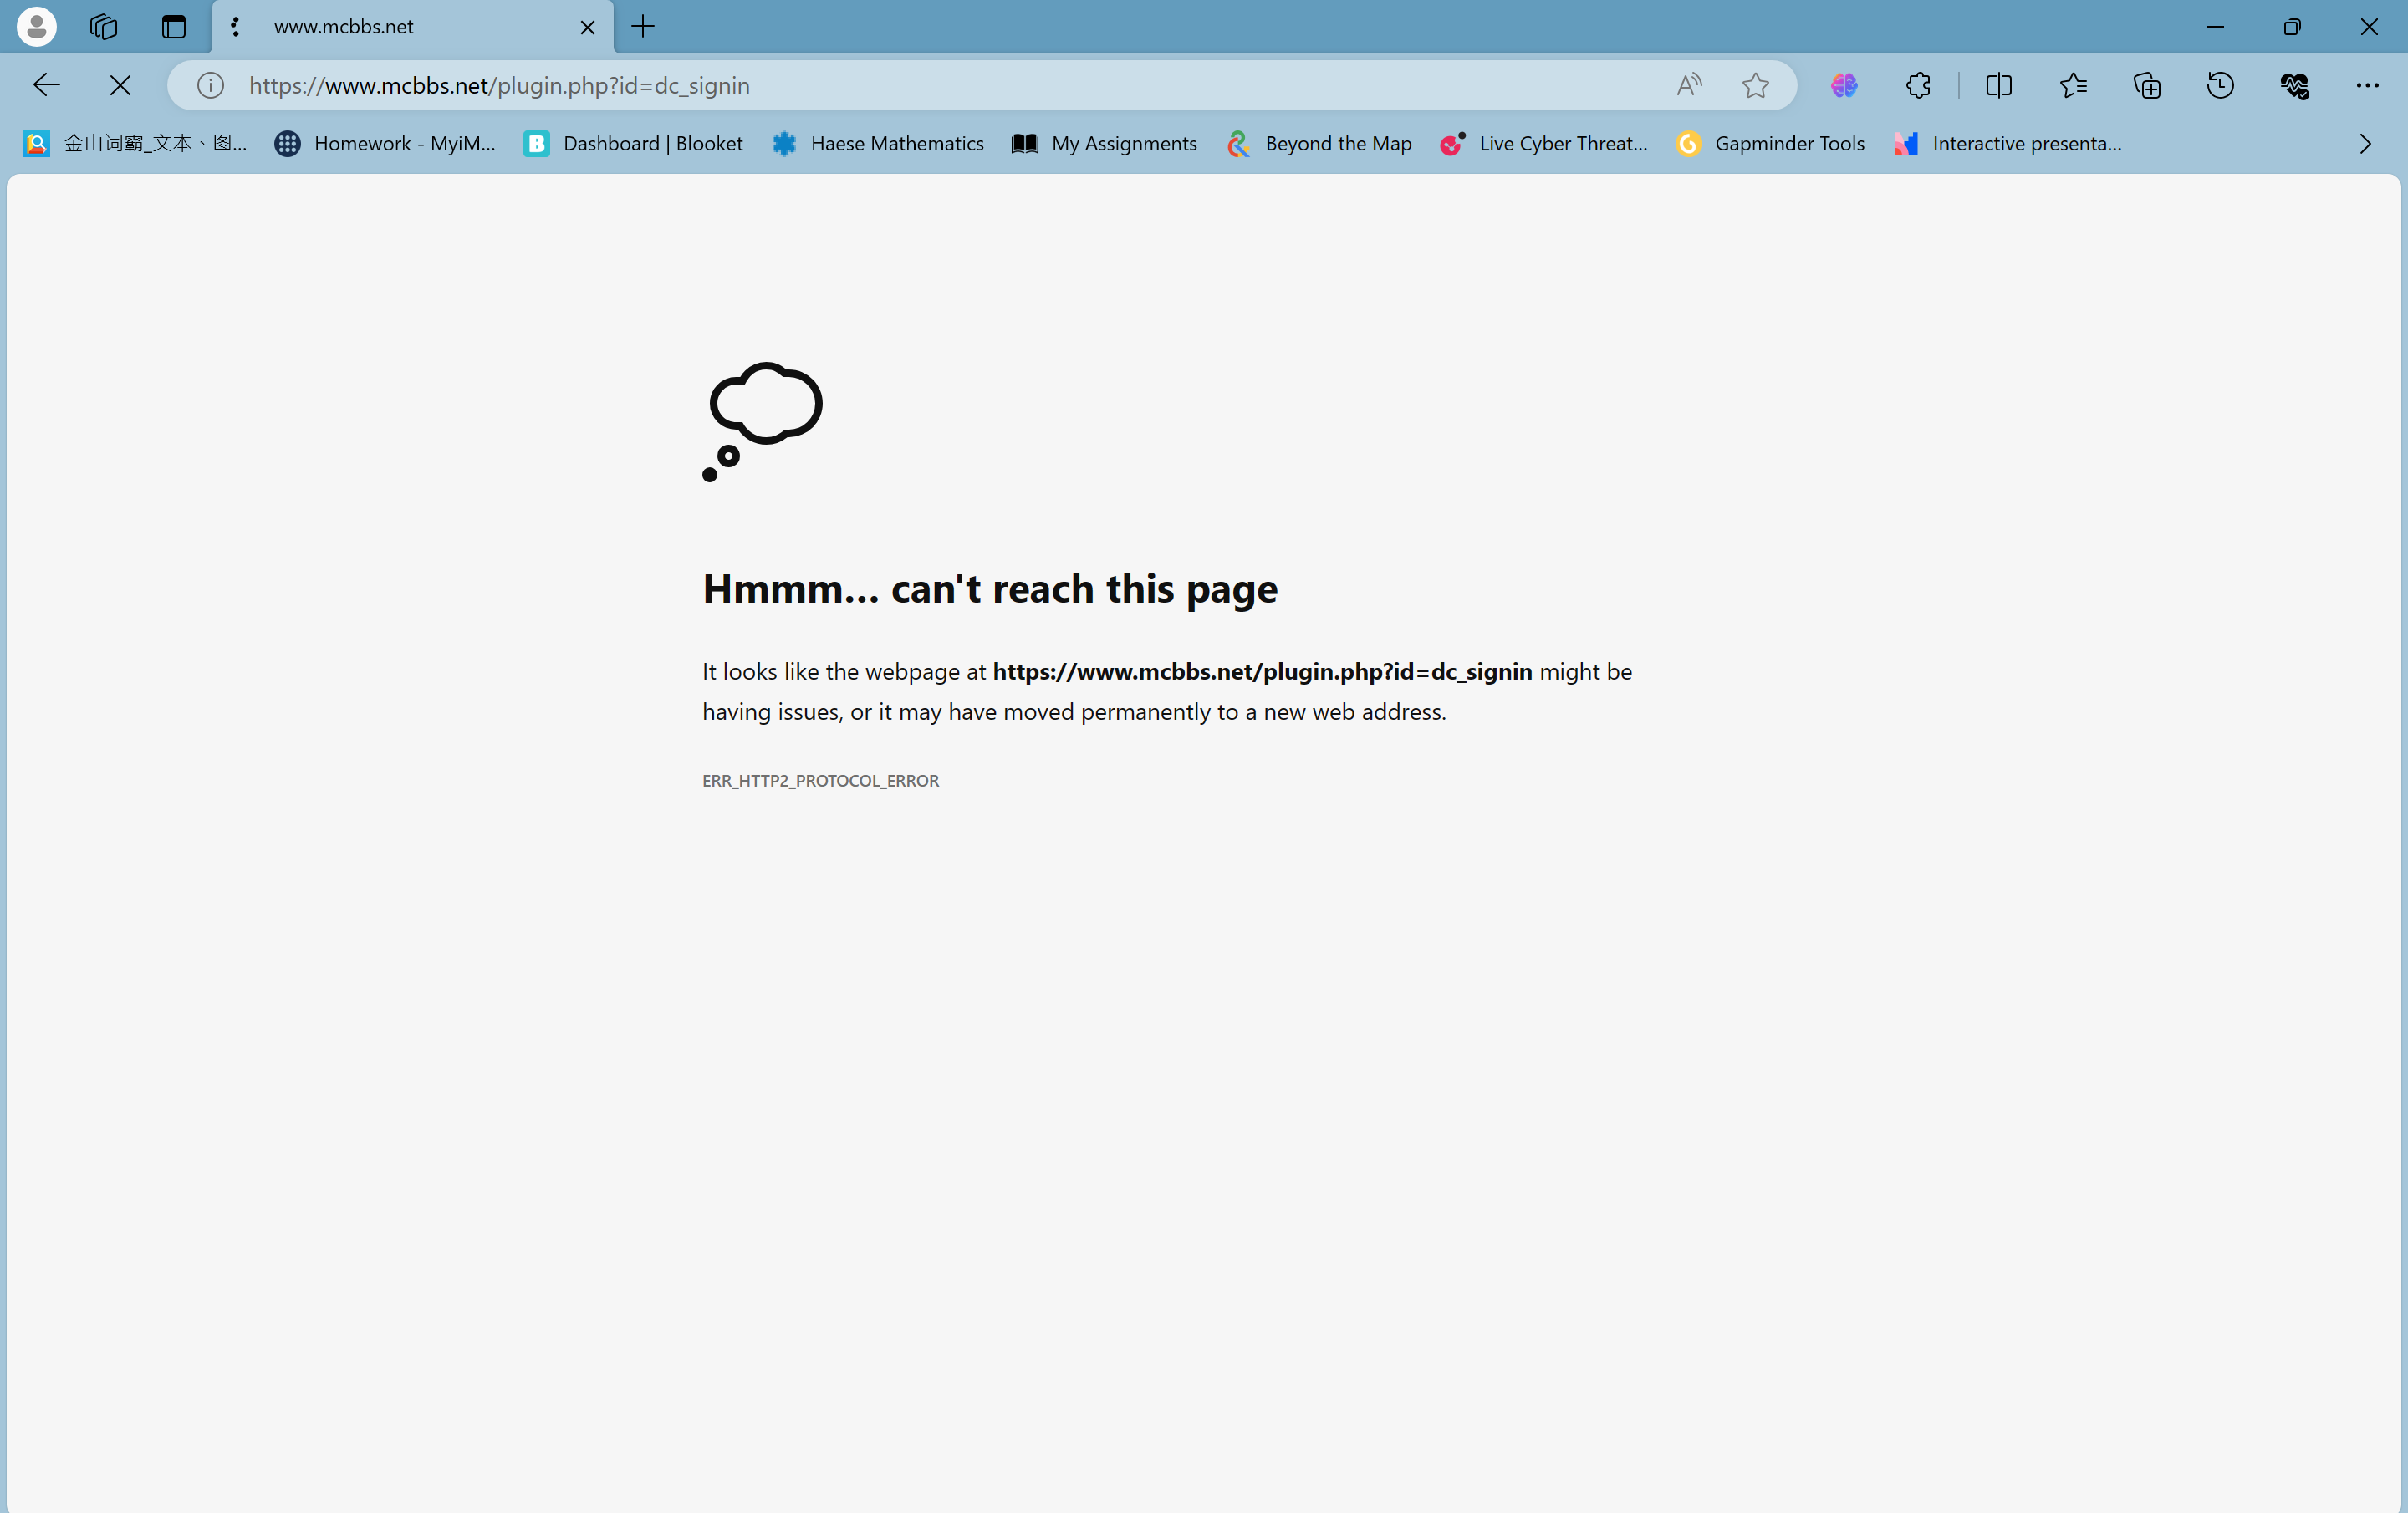 www.mcbbs.net
https://www.mcbbs.net/plugin.php?id=dc_signin
金山词霸_文本、图... Homework - MyiM... Dashboard | Blooket Haese Mathematics My Assignments Beyond the Map Live Cyber Threat... Gapminder Tools Interactive presenta...
Hmmm... can't reach this page
It looks like the webpage at https://www.mcbbs.net/plugin.php?id=dc_signin might be
having issues, or it may have moved permanently to a new web address.
ERR_HTTP2_PROTOCOL_ERROR